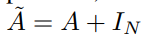 Ã = A + I_N